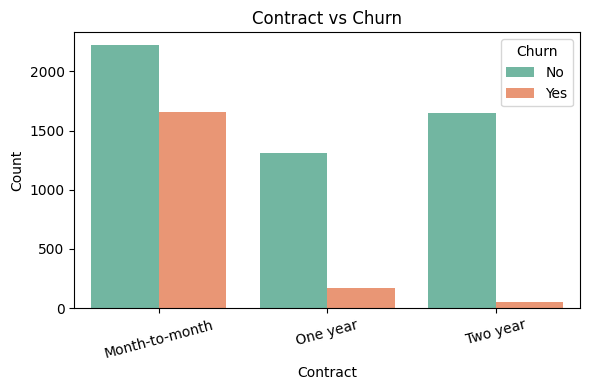 Contract vs Churn
Churn
No
Yes
2000
1500
1000
500
0
Count
Month-to-month
One year
Two year
Contract